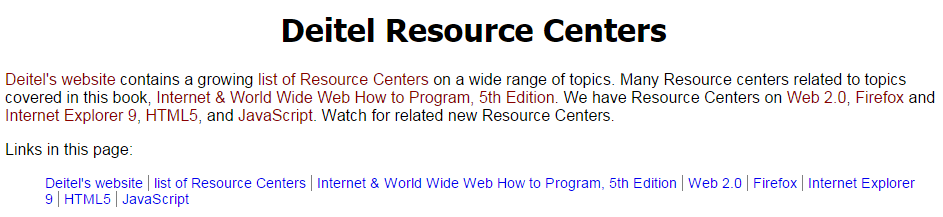 Deitel Resource Centers
Deitel's website contains a growing list of Resource Centers on a wide range of topics. Many Resource centers related to topics
covered in this book, Internet & World Wide Web How to Program, 5th Edition. We have Resource Centers on Web 2.0, Firefox and
Internet Explorer 9, HTML5, and JavaScript. Watch for related new Resource Centers.
Links in this page:
Deitel's website | list of Resource Centers | Internet & World Wide Web How to Program, 5th Edition | Web 2.0 | Firefox | Internet Explorer
9 | HTML5 | JavaScript